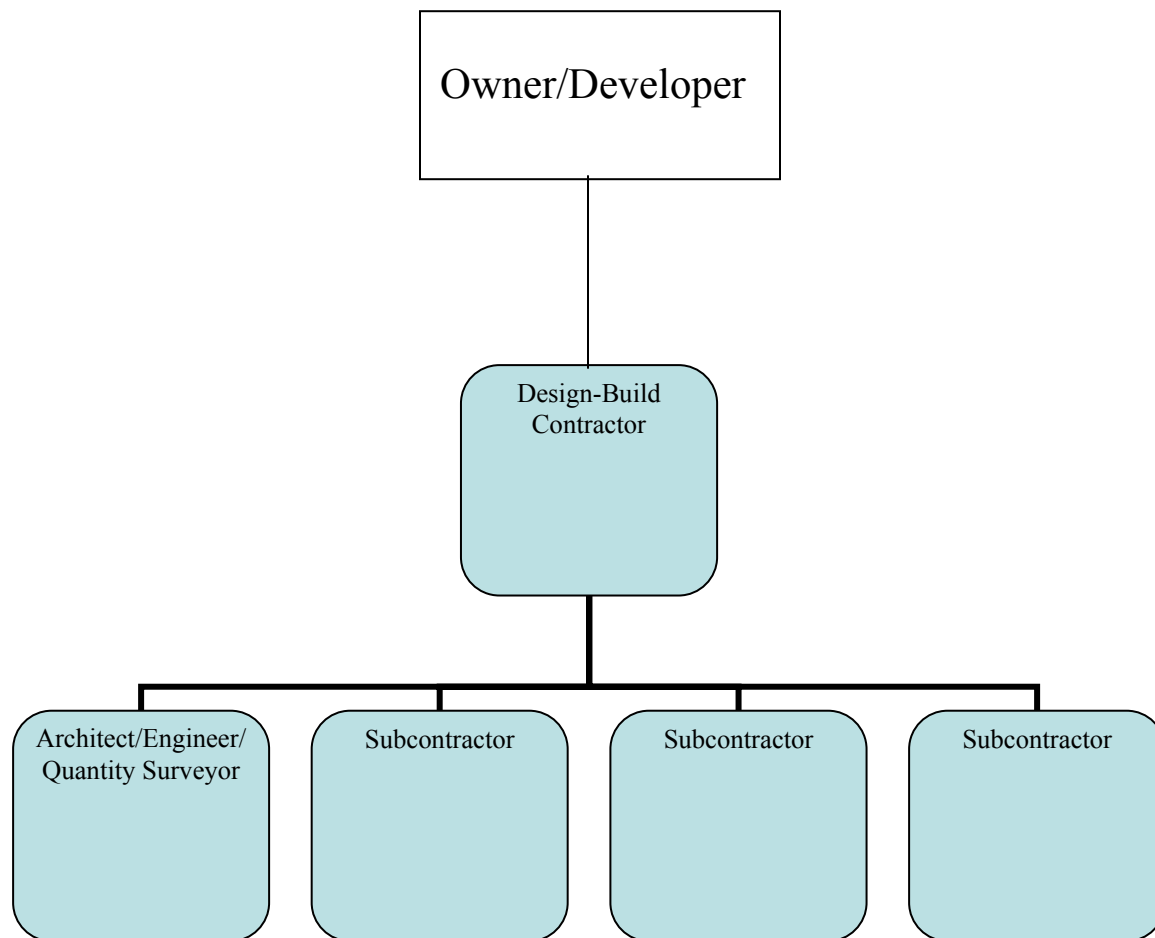 Owner/Developer
Design-Build
Contractor
Architect/Engineer/
Quantity Surveyor
Subcontractor
Subcontractor
Subcontractor